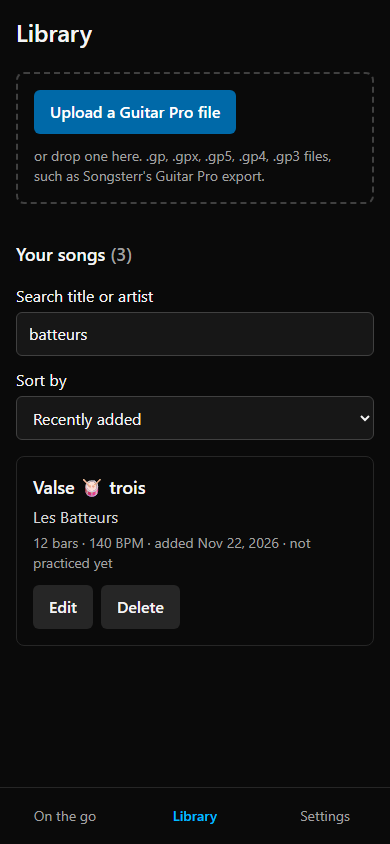 Library
Upload a Guitar Pro file
or drop one here. .gp, .gpx, .gp5, .gp4, .gp3 files,
such as Songsterr's Guitar Pro export.
Your songs (3)
Search title or artist
batteurs
Sort by
Recently added
Valse 🥁 trois
Les Batteurs
12 bars · 140 BPM · added Nov 22, 2026 · not
practiced yet
Edit Delete
On the go Library Settings